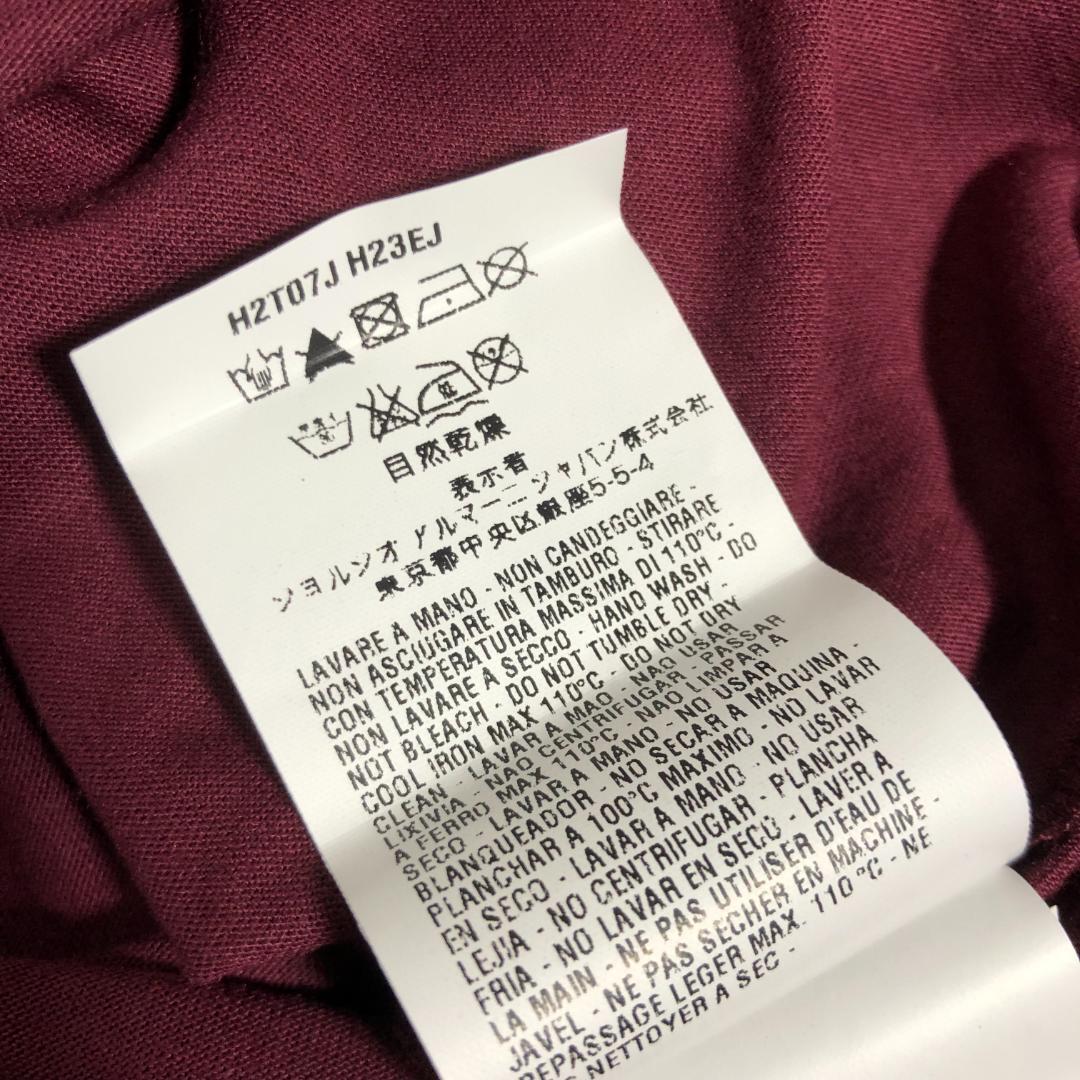 H2T07J H23EJ
自然乾燥
表示者
ジョルジオ アルマーニ ジャパン株式会社
東京都中央区銀座5-5-4
LAVARE A MANO - NON CANDEGGIARE -
NON ASCIUGARE IN TAMBURO - STIRARE
CON TEMPERATURA MASSIMA DI 110°C -
NON LAVARE A SECCO - HAND WASH - DO
NOT BLEACH - DO NOT TUMBLE DRY -
COOL IRON MAX 110°C - DO NOT DRY
CLEAN - LAVAR A MAO - NAO USAR
LIXIVIA - NAO CENTRIFUGAR - PASSAR
A FERRO MAX 110°C - NAO LIMPAR A
SECO - LAVAR A MANO - NO USAR
BLANQUEADOR - NO SECAR A MAQUINA -
PLANCHAR A 100°C MAXIMO - NO LAVAR
EN SECO - LAVAR A MANO - NO USAR
LEJIA - NO CENTRIFUGAR - PLANCHA
FRIA - NO LAVAR EN SECO - LAVER A
LA MAIN - NE PAS UTILISER D'EAU DE
JAVEL - NE PAS SECHER EN MACHINE -
REPASSAGE LEGER MAX. 110°C - NE
NETTOYER A SEC -